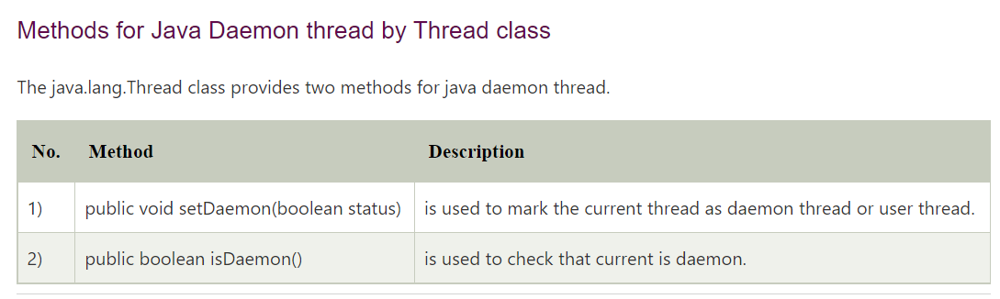 Methods for Java Daemon thread by Thread class
The java.lang.Thread class provides two methods for java daemon thread.
No. Method Description
1) public void setDaemon(boolean status) is used to mark the current thread as daemon thread or user thread.
2) public boolean isDaemon() is used to check that current is daemon.